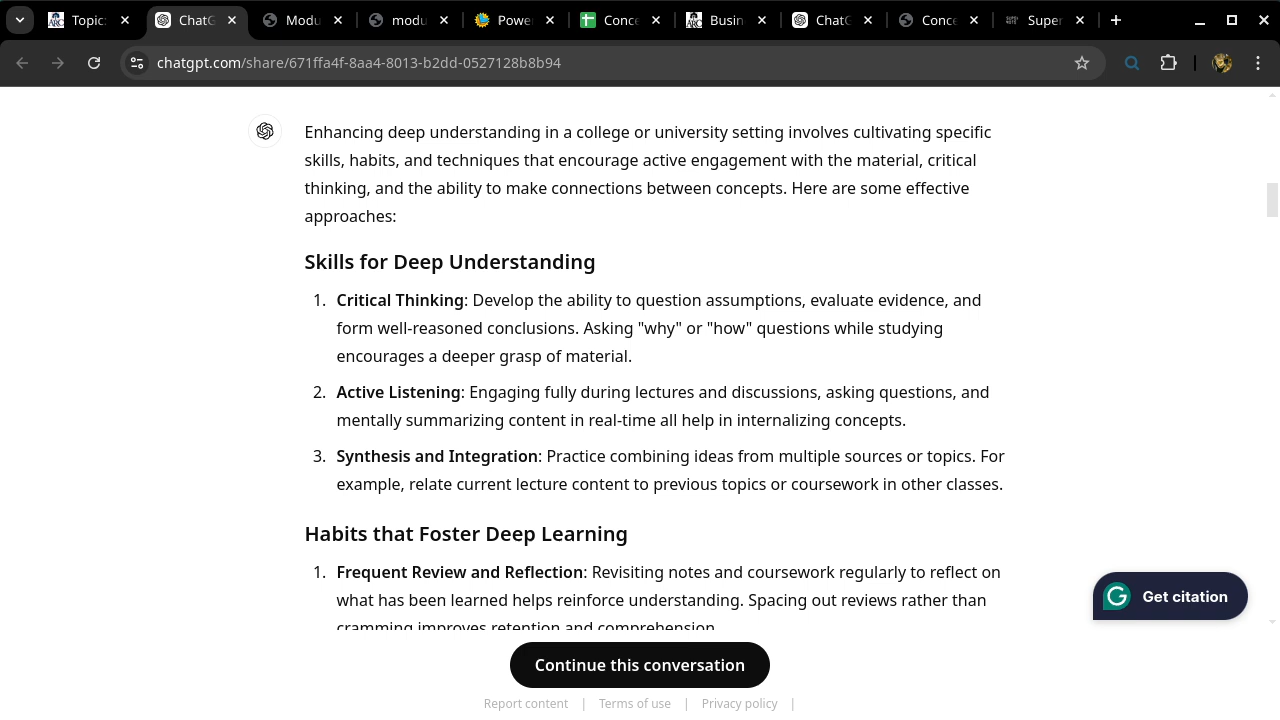 Topic:
ChatG
Modu
modu
Powe
Conce
Busin
ChatG
Conce
Super
chatgpt.com/share/671ffa4f-8aa4-8013-b2dd-0527128b8b94
Enhancing deep understanding in a college or university setting involves cultivating specific
skills, habits, and techniques that encourage active engagement with the material, critical
thinking, and the ability to make connections between concepts. Here are some effective
approaches:
Skills for Deep Understanding
1. Critical Thinking: Develop the ability to question assumptions, evaluate evidence, and
form well-reasoned conclusions. Asking "why" or "how" questions while studying
encourages a deeper grasp of material.
2. Active Listening: Engaging fully during lectures and discussions, asking questions, and
mentally summarizing content in real-time all help in internalizing concepts.
3. Synthesis and Integration: Practice combining ideas from multiple sources or topics. For
example, relate current lecture content to previous topics or coursework in other classes.
Habits that Foster Deep Learning
1. Frequent Review and Reflection: Revisiting notes and coursework regularly to reflect on
what has been learned helps reinforce understanding. Spacing out reviews rather than
cramming improves retention and comprehension.
Get citation
Continue this conversation
Report content | Terms of use | Privacy policy |